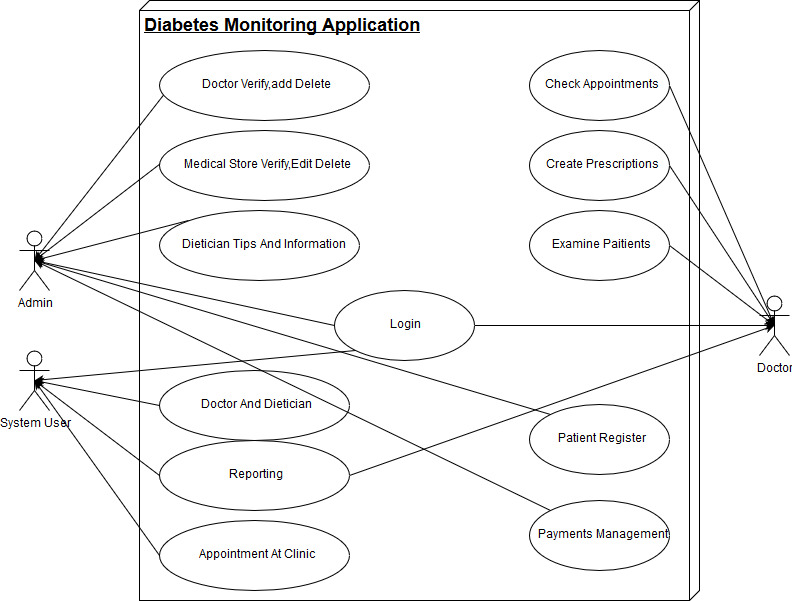 Diabetes Monitoring Application
Doctor Verify,add Delete
Check Appointments
Medical Store Verify,Edit Delete
Create Prescriptions
Dietician Tips And Information
Examine Paitients
Admin
Login
Doctor
System User
Doctor And Dietician
Patient Register
Reporting
Payments Management
Appointment At Clinic